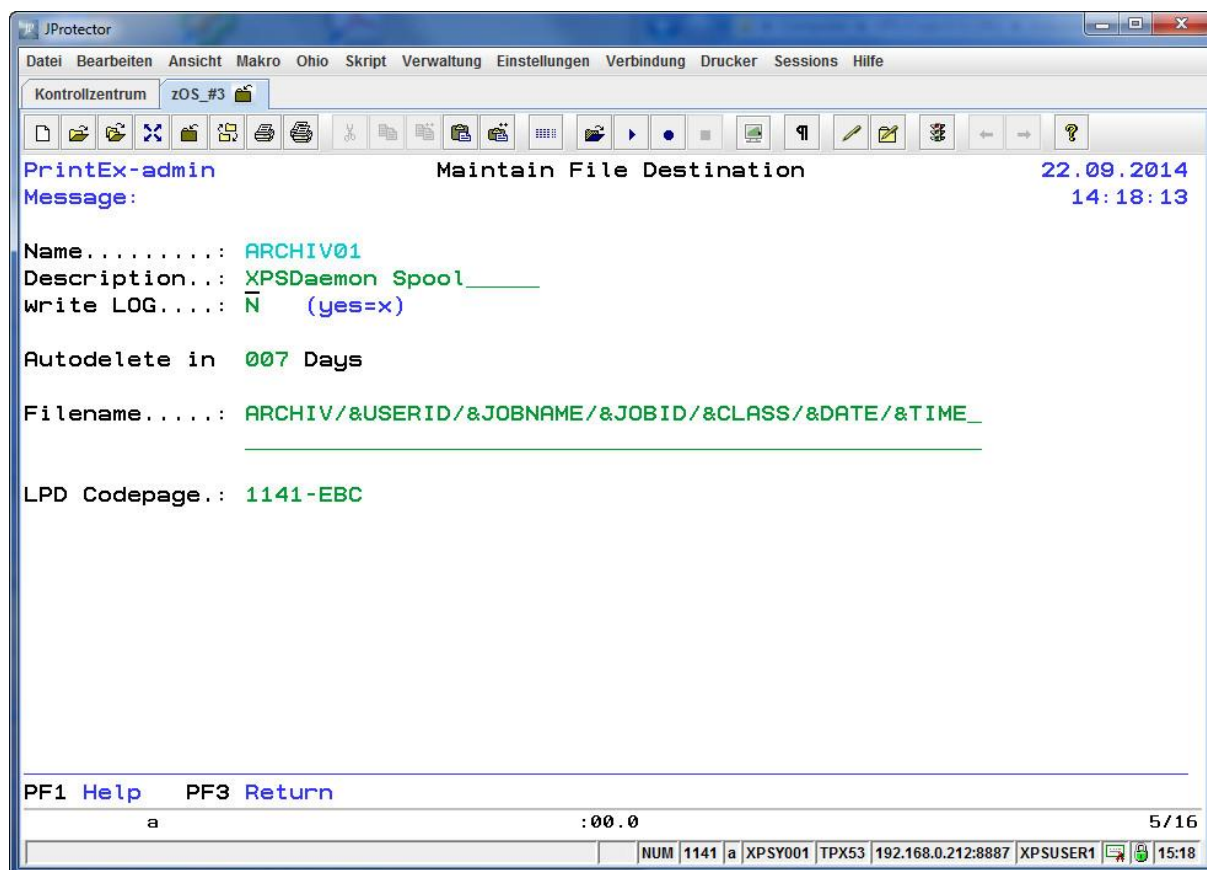 JProtector
Datei Bearbeiten Ansicht Makro Ohio Skript Verwaltung Einstellungen Verbindung Drucker Sessions Hilfe
Kontrollzentrum zOS_#3
PrintEx-admin Maintain File Destination 22.09.2014
Message: 14:18:13
Name.........: ARCHIV01
Description..: XPSDaemon Spool______
Write LOG....: N (yes=x)
Autodelete in 007 Days
Filename.....: ARCHIV/&USERID/&JOBNAME/&JOBID/&CLASS/&DATE/&TIME_
LPD Codepage.: 1141-EBC
PF1 Help PF3 Return
a :00.0 5/16
NUM 1141 a XPSY001 TPX53 192.168.0.212:8887 XPSUSER1 15:18